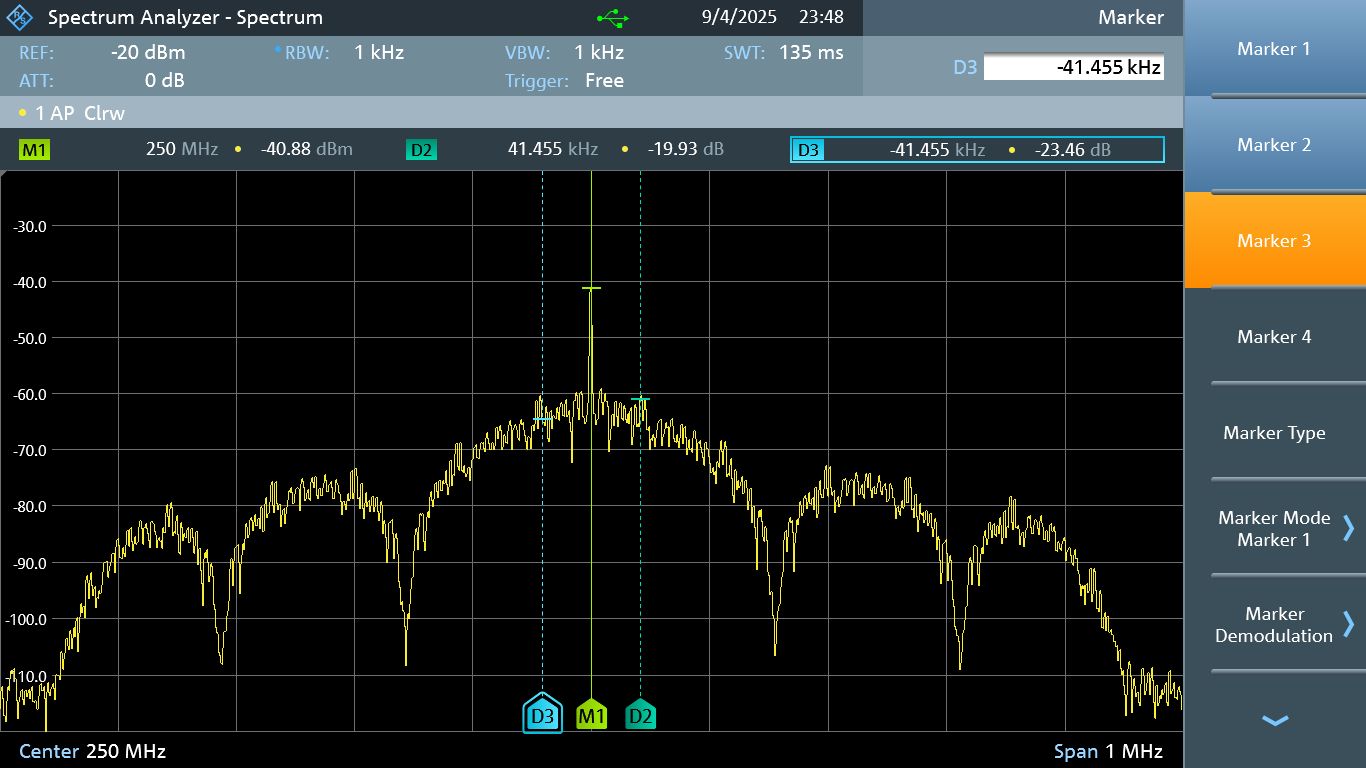 Spectrum Analyzer - Spectrum 9/4/2025 23:48 Marker
REF: -20 dBm RBW: 1 kHz VBW: 1 kHz SWT: 135 ms
ATT: 0 dB Trigger: Free
D3 -41.455 kHz
1 AP Clrw
M1 250 MHz -40.88 dBm D2 41.455 kHz -19.93 dB D3 -41.455 kHz -23.46 dB
-30.0
-40.0
-50.0
-60.0
-70.0
-80.0
-90.0
-100.0
-110.0
D3 M1 D2
Center 250 MHz Span 1 MHz
Marker 1
Marker 2
Marker 3
Marker 4
Marker Type
Marker Mode
Marker 1
Marker
Demodulation